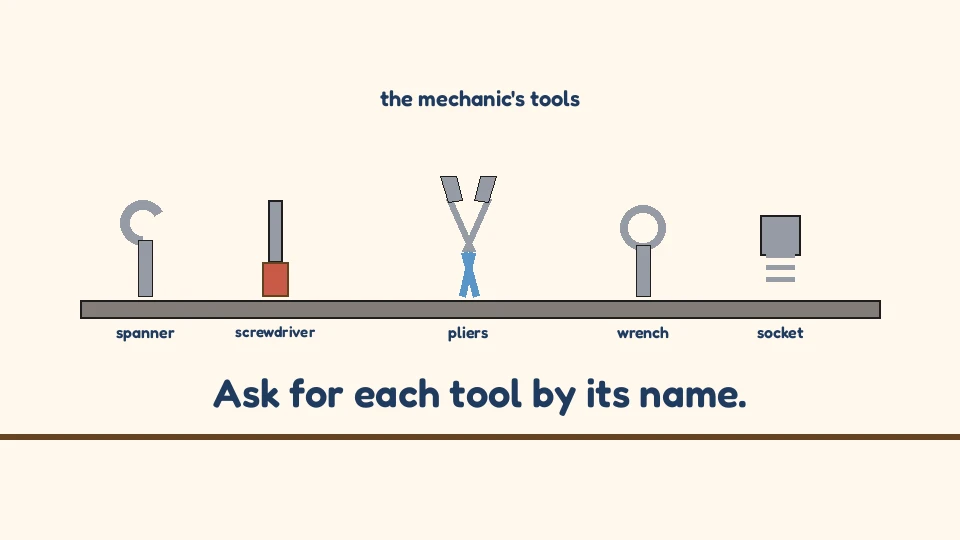 the mechanic's tools
spanner screwdriver pliers wrench socket
Ask for each tool by its name.